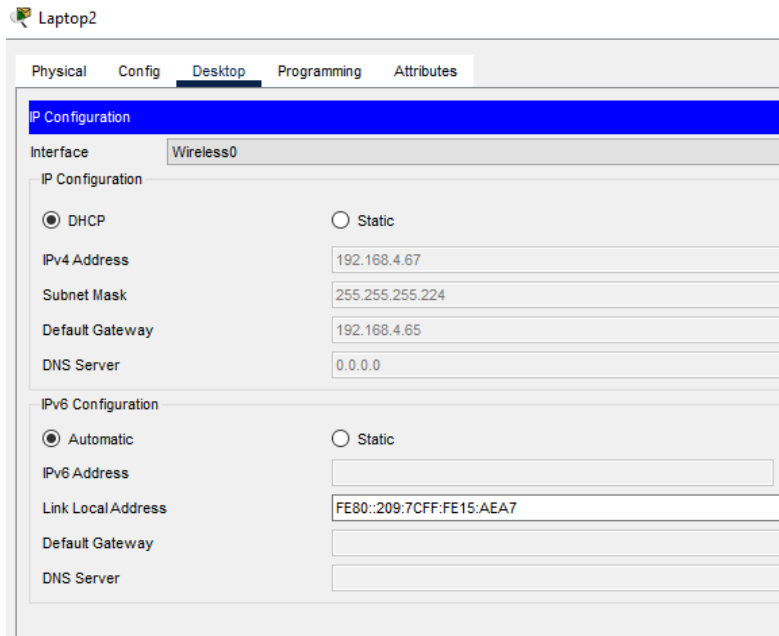 Laptop2
Physical Config Desktop Programming Attributes
IP Configuration
Interface Wireless0
IP Configuration
DHCP Static
IPv4 Address 192.168.4.67
Subnet Mask 255.255.255.224
Default Gateway 192.168.4.65
DNS Server 0.0.0.0
IPv6 Configuration
Automatic Static
IPv6 Address
Link Local Address FE80::209:7CFF:FE15:AEA7
Default Gateway
DNS Server